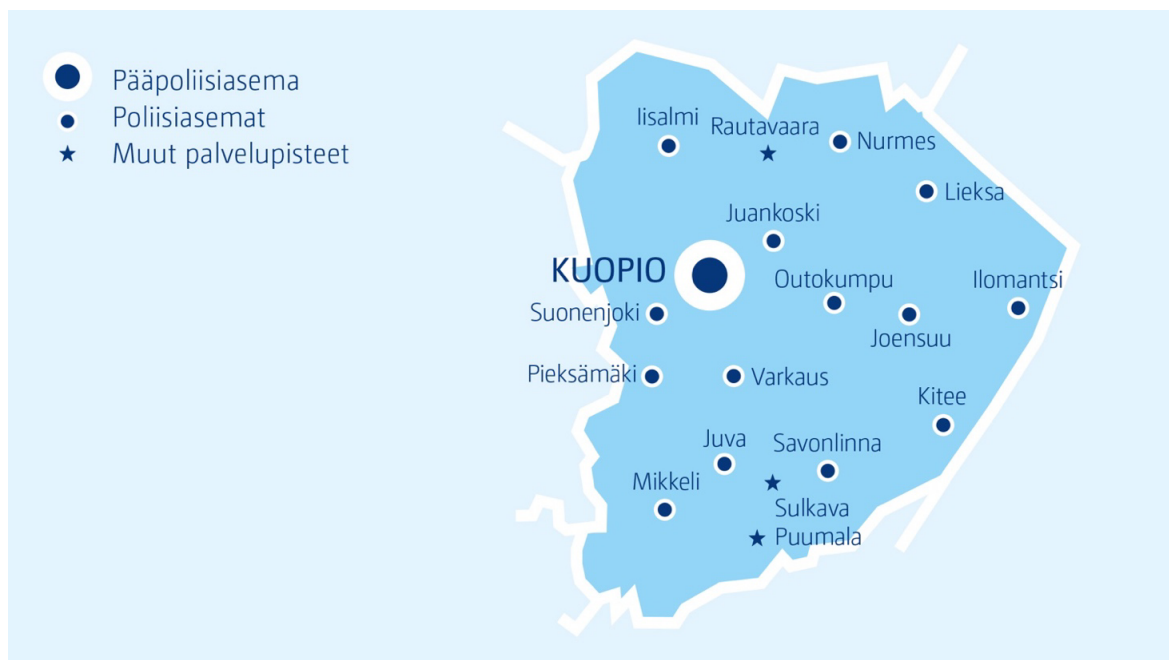 Pääpoliisiasema
Poliisiasemat
Muut palvelupisteet
Iisalmi
Rautavaara
Nurmes
Lieksa
Juankoski
KUOPIO
Outokumpu
Ilomantsi
Suonenjoki
Joensuu
Pieksämäki
Varkaus
Kitee
Juva
Savonlinna
Mikkeli
Sulkava
Puumala